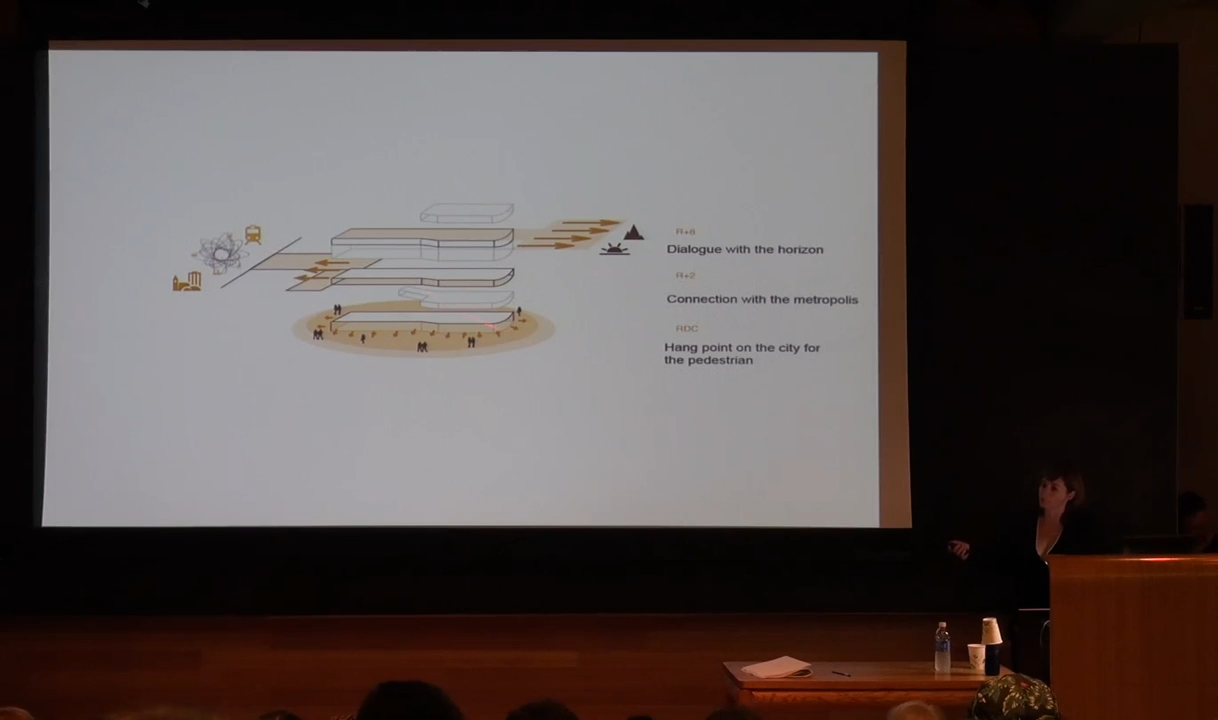 R+6
Dialogue with the horizon
R+2
Connection with the metropolis
RDC
Hang point on the city for
the pedestrian